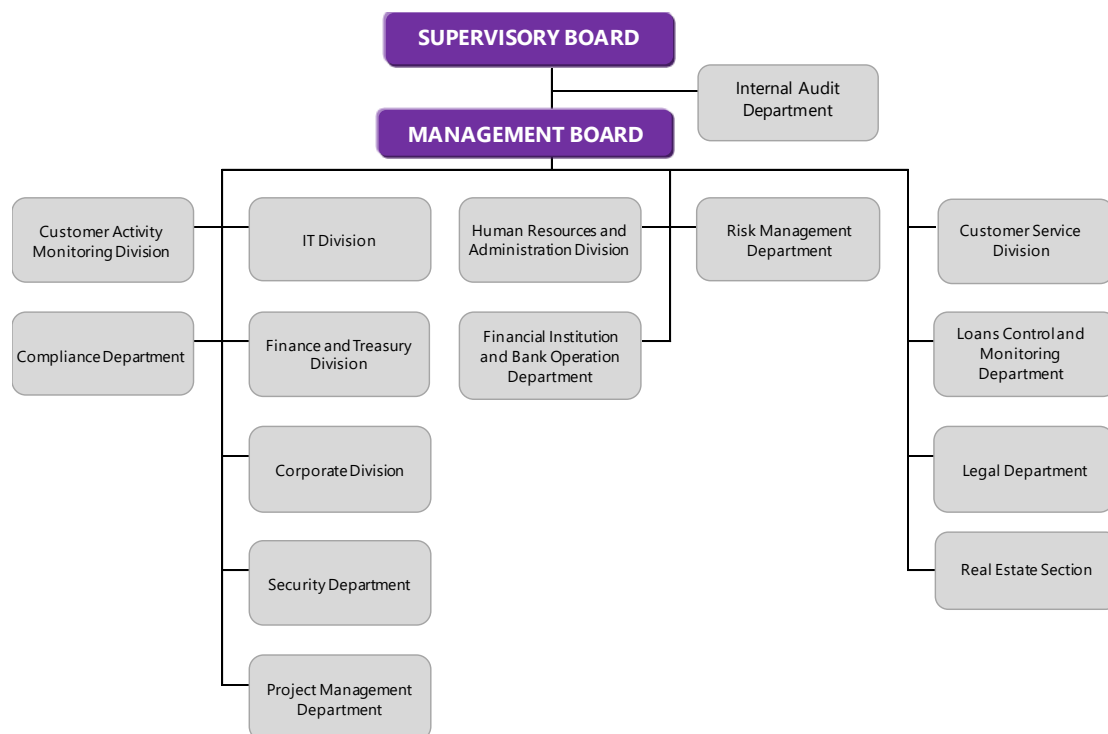 SUPERVISORY BOARD
Internal Audit
Department
MANAGEMENT BOARD
Customer Activity
Monitoring Division
IT Division
Human Resources and
Administration Division
Risk Management
Department
Customer Service
Division
Compliance Department
Finance and Treasury
Division
Financial Institution
and Bank Operation
Department
Loans Control and
Monitoring
Department
Corporate Division
Legal Department
Security Department
Real Estate Section
Project Management
Department